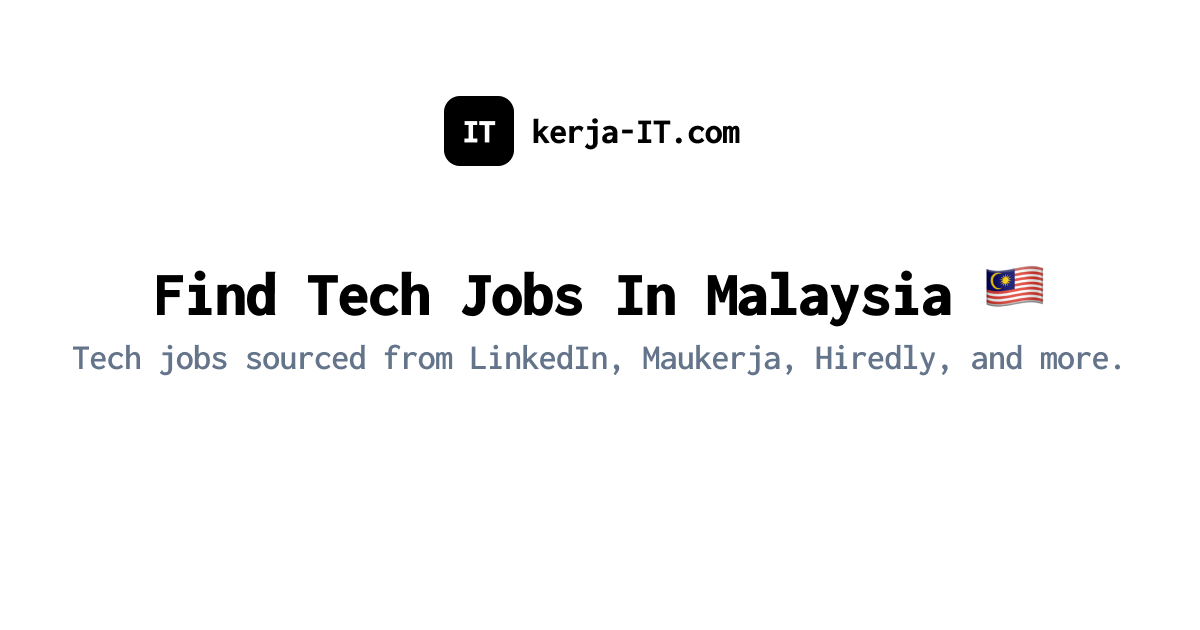 IT kerja-IT.com
Find Tech Jobs In Malaysia 🇲🇾
Tech jobs sourced from LinkedIn, Maukerja, Hiredly, and more.